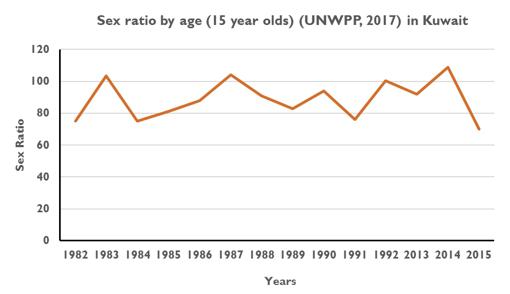 Sex ratio by age (15 year olds) (UNWPP, 2017) in Kuwait
120
100
80
60
40
20
0
Sex Ratio
1982 1983 1984 1985 1986 1987 1988 1989 1990 1991 1992 2013 2014 2015
Years